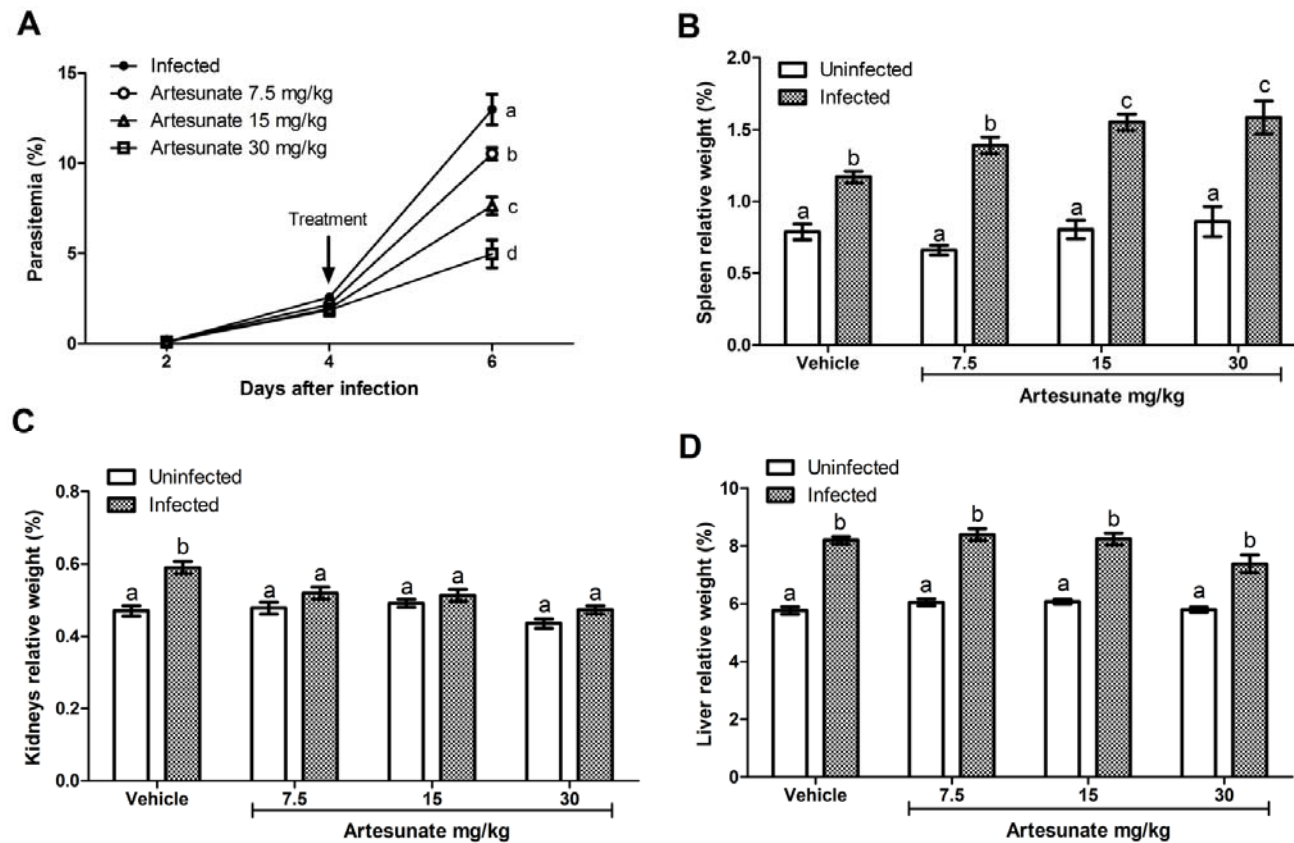 A
Infected
Artesunate 7.5 mg/kg
Artesunate 15 mg/kg
Artesunate 30 mg/kg
Parasitemia (%)
15
10
5
0
Treatment
a
b
c
d
2 4 6
Days after infection
B
Uninfected
Infected
Spleen relative weight (%)
2.0
1.5
1.0
0.5
0.0
a b a b a c a c
Vehicle 7.5 15 30
Artesunate mg/kg
C
Uninfected
Infected
Kidneys relative weight (%)
0.8
0.6
0.4
0.2
0.0
a b a a a a a a
Vehicle 7.5 15 30
Artesunate mg/kg
D
Uninfected
Infected
Liver relative weight (%)
10
8
6
4
2
0
a b a b a b a b
Vehicle 7.5 15 30
Artesunate mg/kg